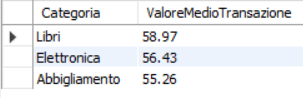 Categoria ValoreMedioTransazione
Libri 58.97
Elettronica 56.43
Abbigliamento 55.26